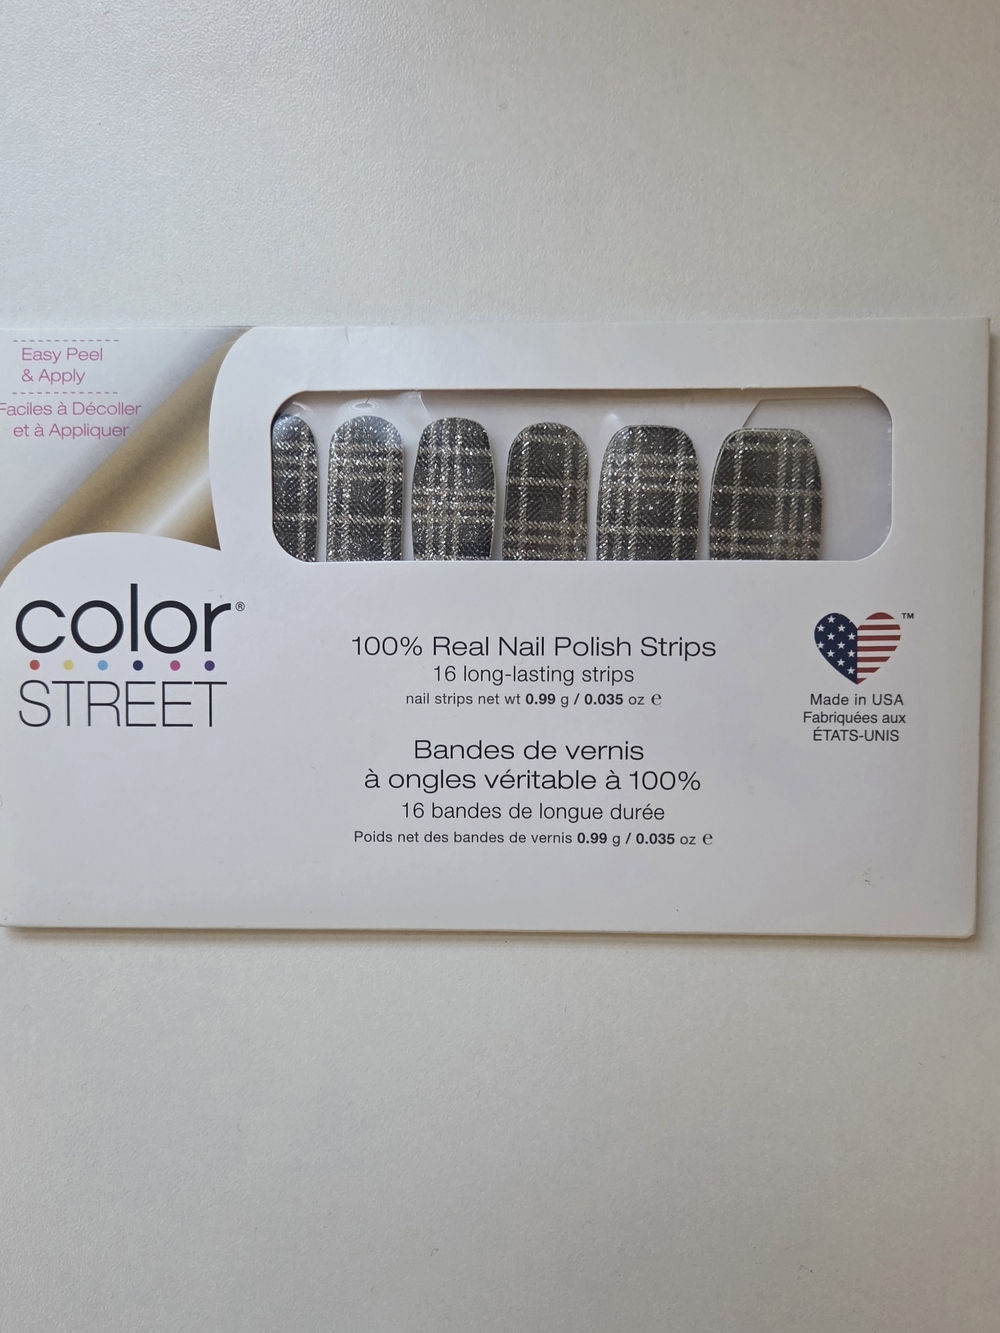 Easy Peel
& Apply
Faciles à Décoller
et à Appliquer
color®
STREET
100% Real Nail Polish Strips
16 long-lasting strips
nail strips net wt 0.99 g / 0.035 oz ℮
Bandes de vernis
à ongles véritable à 100%
16 bandes de longue durée
Poids net des bandes de vernis 0.99 g / 0.035 oz ℮
™
Made in USA
Fabriquées aux
ÉTATS-UNIS